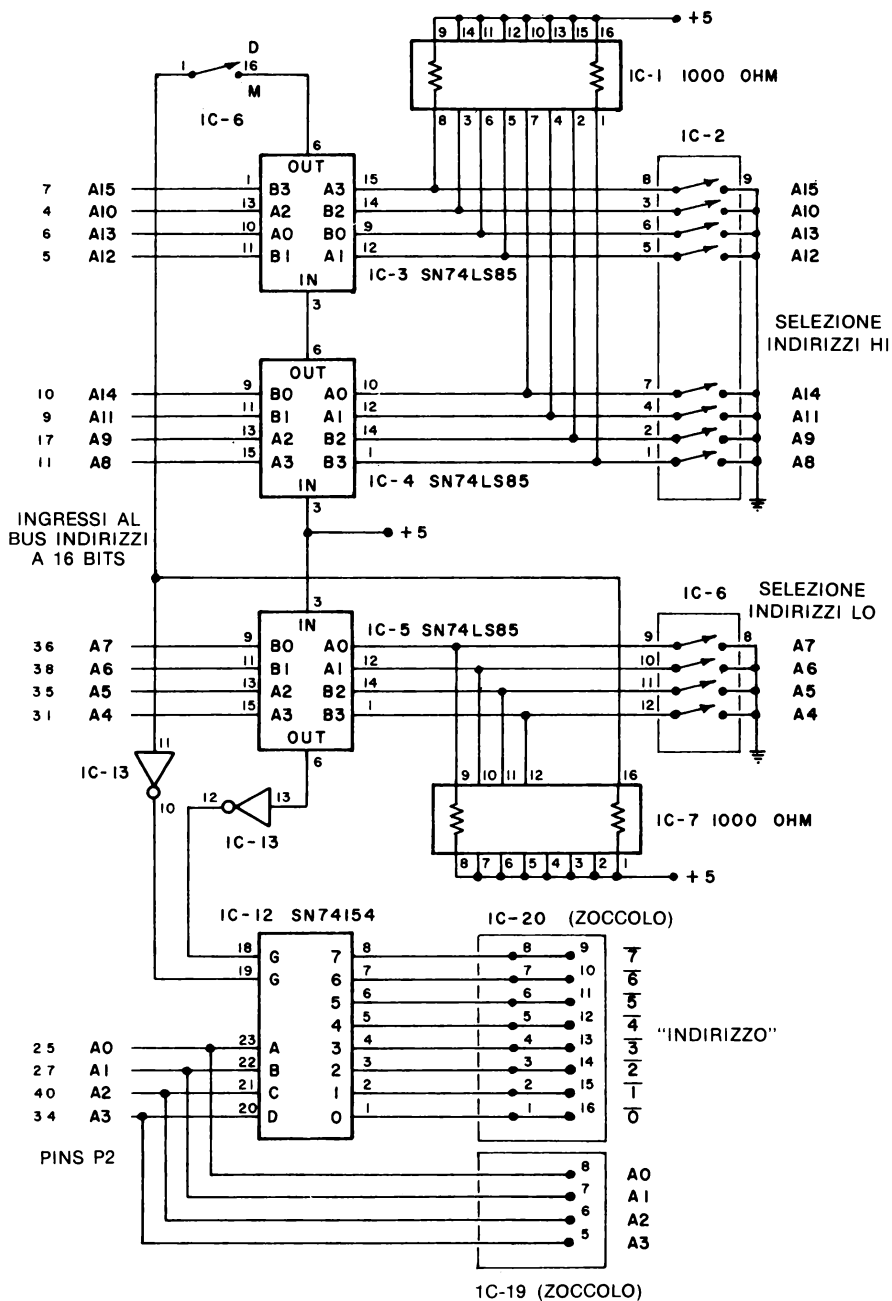 +5
9 14 11 12 10 13 15 16
IC-1 1000 OHM
8 3 6 5 7 4 2 1
1 D 16
M
IC-6
IC-2
6
OUT
7 A15 1 B3 A3 15 8 9 A15
4 A10 13 A2 B2 14 3 A10
6 A13 10 A0 B0 9 6 A13
5 A12 11 B1 A1 12 5 A12
IN
IC-3 SN74LS85
3
SELEZIONE
INDIRIZZI HI
6
OUT
10 A14 9 B0 A0 10 7 A14
9 A11 11 B1 A1 12 4 A11
17 A9 13 A2 B2 14 2 A9
11 A8 15 A3 B3 1 1 A8
IN
IC-4 SN74LS85
3
+5
INGRESSI AL
BUS INDIRIZZI
A 16 BITS
3
IN
IC-5 SN74LS85
IC-6
SELEZIONE
INDIRIZZI LO
36 A7 9 B0 A0 10 9 8 A7
38 A6 11 B1 A1 12 10 A6
35 A5 13 A2 B2 14 11 A5
31 A4 15 A3 B3 1 12 A4
OUT
6
11
IC-13
10
12 13
IC-13
9 10 11 12 16
IC-7 1000 OHM
8 7 6 5 4 3 2 1
+5
IC-12 SN74154
1C-20 (ZOCCOLO)
18 G 7 8 8 9 7̅
19 G 6 7 7 10 6̅
5 6 6 11 5̅
4 5 5 12 4̅
25 A0 23 A 3 4 4 13 3̅
27 A1 22 B 2 3 3 14 2̅
40 A2 21 C 1 2 2 15 1̅
34 A3 20 D 0 1 1 16 0̅
"INDIRIZZO"
PINS P2
8 A0
7 A1
6 A2
5 A3
1C-19 (ZOCCOLO)